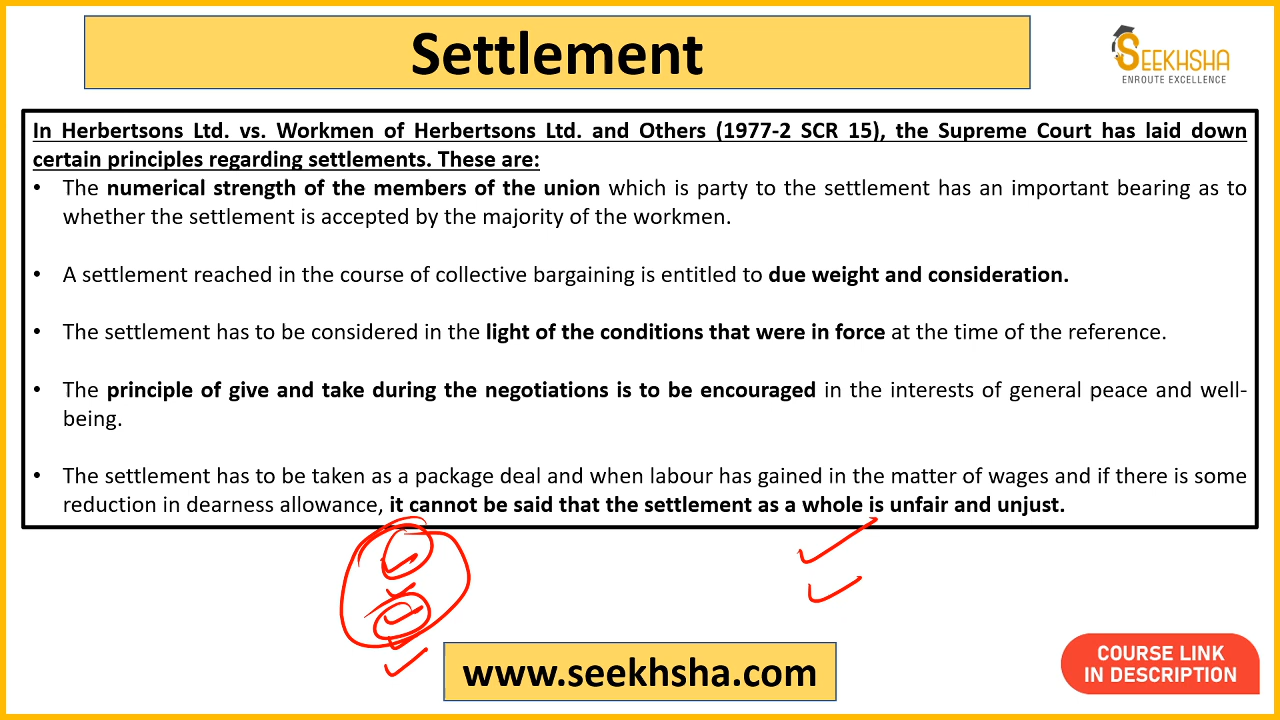 Settlement
SEEKHSHA
ENROUTE EXCELLENCE
In Herbertsons Ltd. vs. Workmen of Herbertsons Ltd. and Others (1977-2 SCR 15), the Supreme Court has laid down
certain principles regarding settlements. These are:
• The numerical strength of the members of the union which is party to the settlement has an important bearing as to
whether the settlement is accepted by the majority of the workmen.
• A settlement reached in the course of collective bargaining is entitled to due weight and consideration.
• The settlement has to be considered in the light of the conditions that were in force at the time of the reference.
• The principle of give and take during the negotiations is to be encouraged in the interests of general peace and well-
being.
• The settlement has to be taken as a package deal and when labour has gained in the matter of wages and if there is some
reduction in dearness allowance, it cannot be said that the settlement as a whole is unfair and unjust.
www.seekhsha.com
COURSE LINK
IN DESCRIPTION